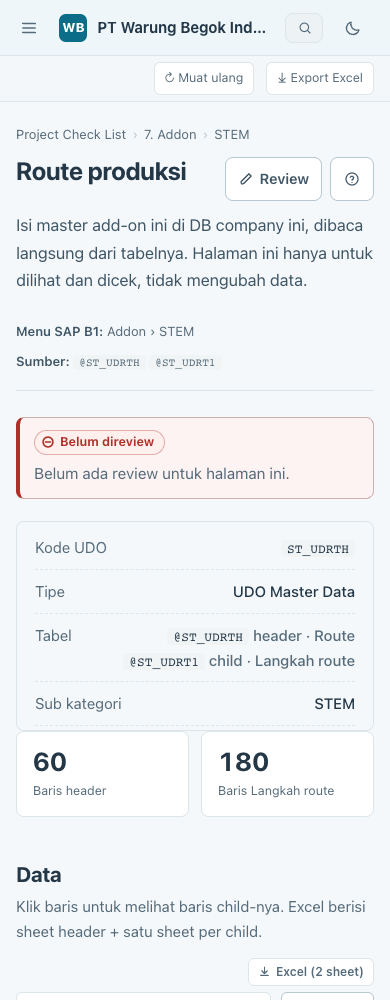 WB PT Warung Begok Ind...
Muat ulang Export Excel
Project Check List › 7. Addon › STEM
Route produksi
Review
Isi master add-on ini di DB company ini, dibaca
langsung dari tabelnya. Halaman ini hanya untuk
dilihat dan dicek, tidak mengubah data.
Menu SAP B1: Addon › STEM
Sumber: @ST_UDRTH @ST_UDRT1
Belum direview
Belum ada review untuk halaman ini.
Kode UDO ST_UDRTH
Tipe UDO Master Data
Tabel @ST_UDRTH header · Route
@ST_UDRT1 child · Langkah route
Sub kategori STEM
60 180
Baris header Baris Langkah route
Data
Klik baris untuk melihat baris child-nya. Excel berisi
sheet header + satu sheet per child.
Excel (2 sheet)